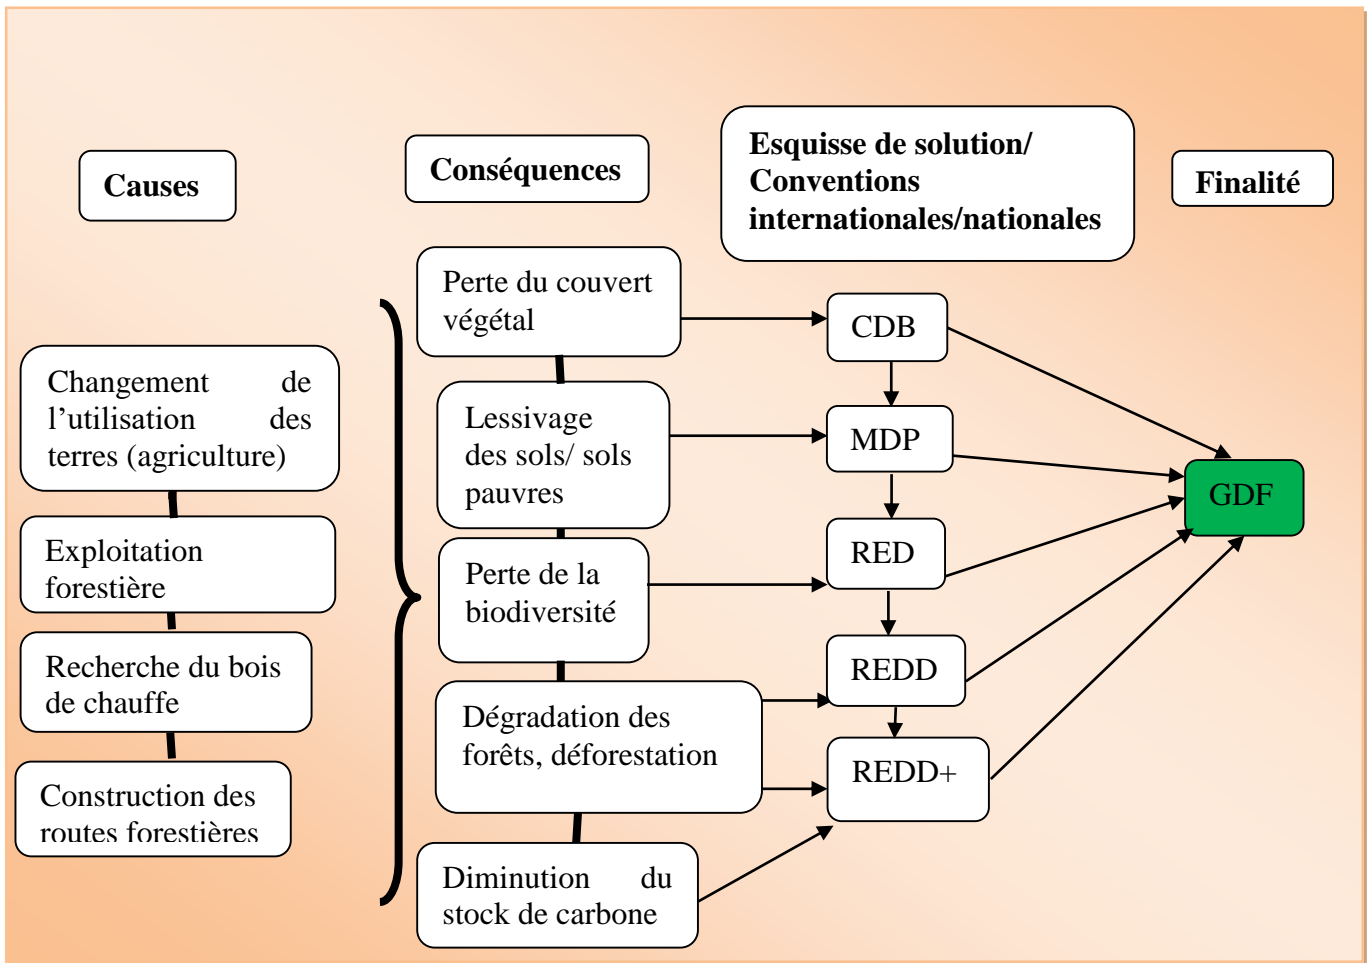 Causes
Conséquences
Esquisse de solution/
Conventions
internationales/nationales
Finalité
Changement de
l’utilisation des
terres (agriculture)
Exploitation
forestière
Recherche du bois
de chauffe
Construction des
routes forestières
Perte du couvert
végétal
Lessivage
des sols/ sols
pauvres
Perte de la
biodiversité
Dégradation des
forêts, déforestation
Diminution du
stock de carbone
CDB
MDP
RED
REDD
REDD+
GDF